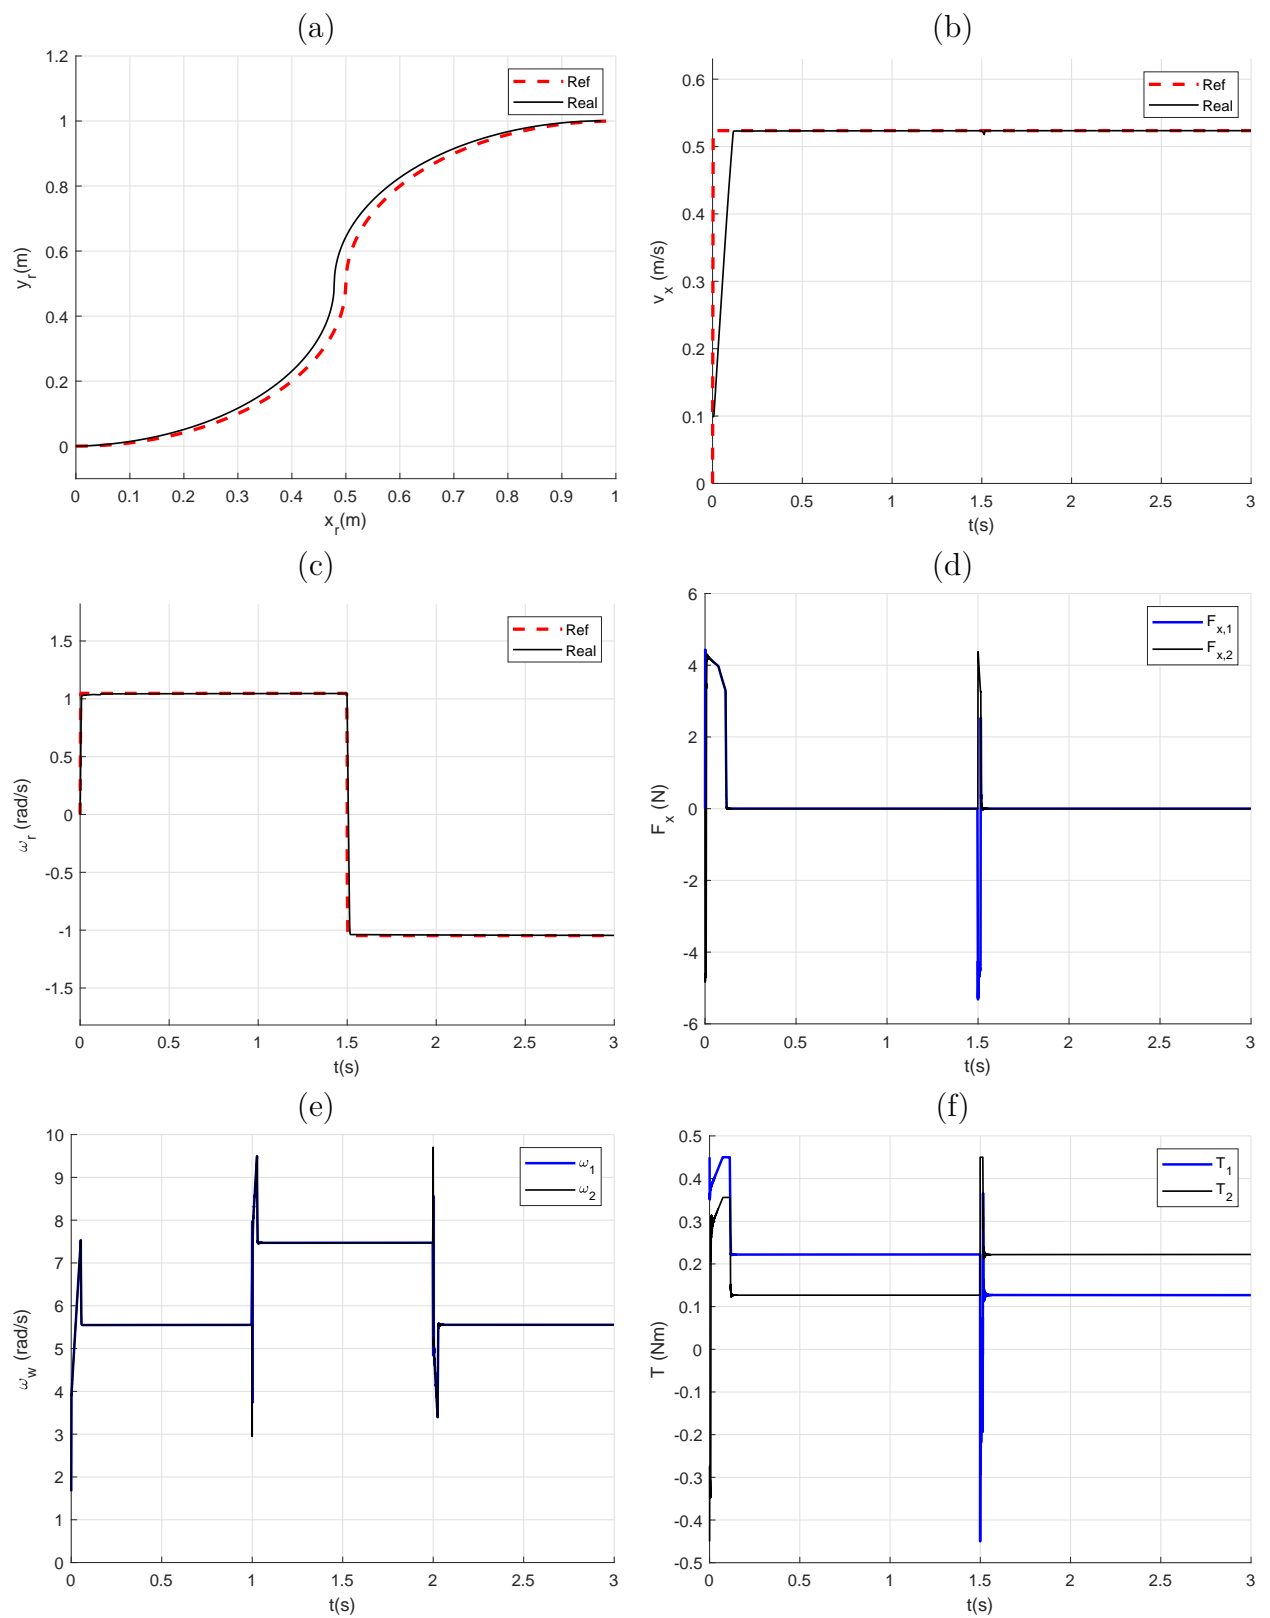 (a)
1.2
1
0.8
0.6
0.4
0.2
0
y_r(m)
Ref
Real
0 0.1 0.2 0.3 0.4 0.5 0.6 0.7 0.8 0.9 1
x_r(m)
(b)
0.6
0.5
0.4
0.3
0.2
0.1
0
v_x (m/s)
Ref
Real
0 0.5 1 1.5 2 2.5 3
t(s)
(c)
1.5
1
0.5
0
-0.5
-1
-1.5
ω_r (rad/s)
Ref
Real
0 0.5 1 1.5 2 2.5 3
t(s)
(d)
6
4
2
0
-2
-4
-6
F_x (N)
F_x,1
F_x,2
0 0.5 1 1.5 2 2.5 3
t(s)
(e)
10
9
8
7
6
5
4
3
2
1
0
ω_w (rad/s)
ω_1
ω_2
0 0.5 1 1.5 2 2.5 3
t(s)
(f)
0.5
0.4
0.3
0.2
0.1
0
-0.1
-0.2
-0.3
-0.4
-0.5
T (Nm)
T_1
T_2
0 0.5 1 1.5 2 2.5 3
t(s)